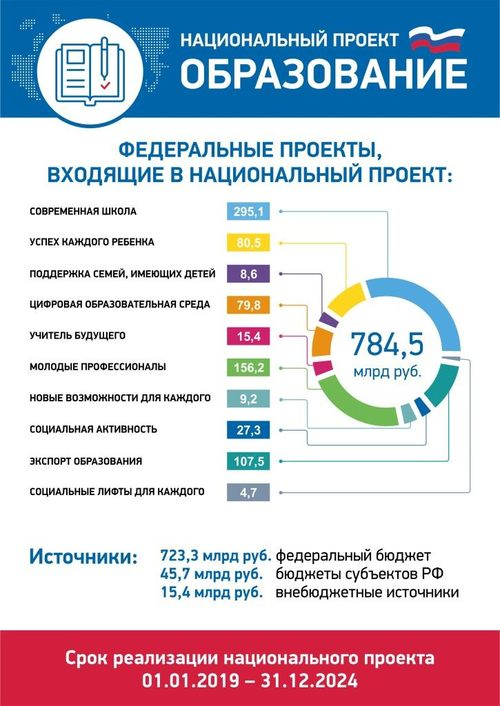 НАЦИОНАЛЬНЫЙ ПРОЕКТ
ОБРАЗОВАНИЕ
ФЕДЕРАЛЬНЫЕ ПРОЕКТЫ,
ВХОДЯЩИЕ В НАЦИОНАЛЬНЫЙ ПРОЕКТ:
СОВРЕМЕННАЯ ШКОЛА 295,1
УСПЕХ КАЖДОГО РЕБЕНКА 80,5
ПОДДЕРЖКА СЕМЕЙ, ИМЕЮЩИХ ДЕТЕЙ 8,6
ЦИФРОВАЯ ОБРАЗОВАТЕЛЬНАЯ СРЕДА 79,8
УЧИТЕЛЬ БУДУЩЕГО 15,4
МОЛОДЫЕ ПРОФЕССИОНАЛЫ 156,2
НОВЫЕ ВОЗМОЖНОСТИ ДЛЯ КАЖДОГО 9,2
СОЦИАЛЬНАЯ АКТИВНОСТЬ 27,3
ЭКСПОРТ ОБРАЗОВАНИЯ 107,5
СОЦИАЛЬНЫЕ ЛИФТЫ ДЛЯ КАЖДОГО 4,7
784,5
млрд руб.
Источники: 723,3 млрд руб. федеральный бюджет
45,7 млрд руб. бюджеты субъектов РФ
15,4 млрд руб. внебюджетные источники
Срок реализации национального проекта
01.01.2019 – 31.12.2024